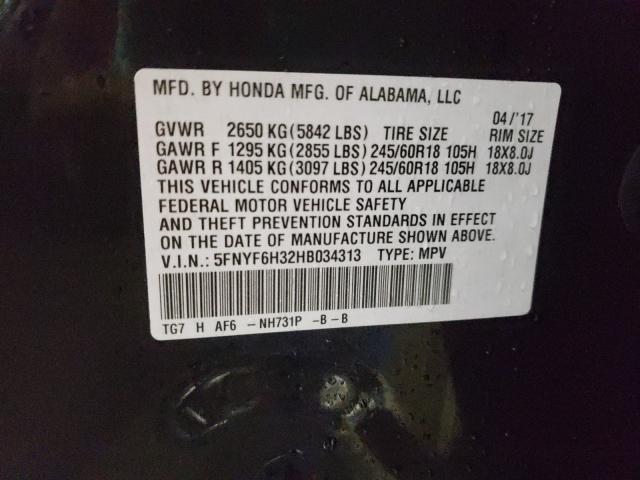 MFD. BY HONDA MFG. OF ALABAMA, LLC
04/'17
GVWR 2650 KG(5842 LBS) TIRE SIZE RIM SIZE
GAWR F 1295 KG(2855 LBS)245/60R18 105H 18X8.0J
GAWR R 1405 KG(3097 LBS)245/60R18 105H 18X8.0J
THIS VEHICLE CONFORMS TO ALL APPLICABLE
FEDERAL MOTOR VEHICLE SAFETY
AND THEFT PREVENTION STANDARDS IN EFFECT
ON THE DATE OF MANUFACTURE SHOWN ABOVE.
V.I.N.: 5FNYF6H32HB034313 TYPE: MPV
TG7 H AF6 -NH731P -B-B